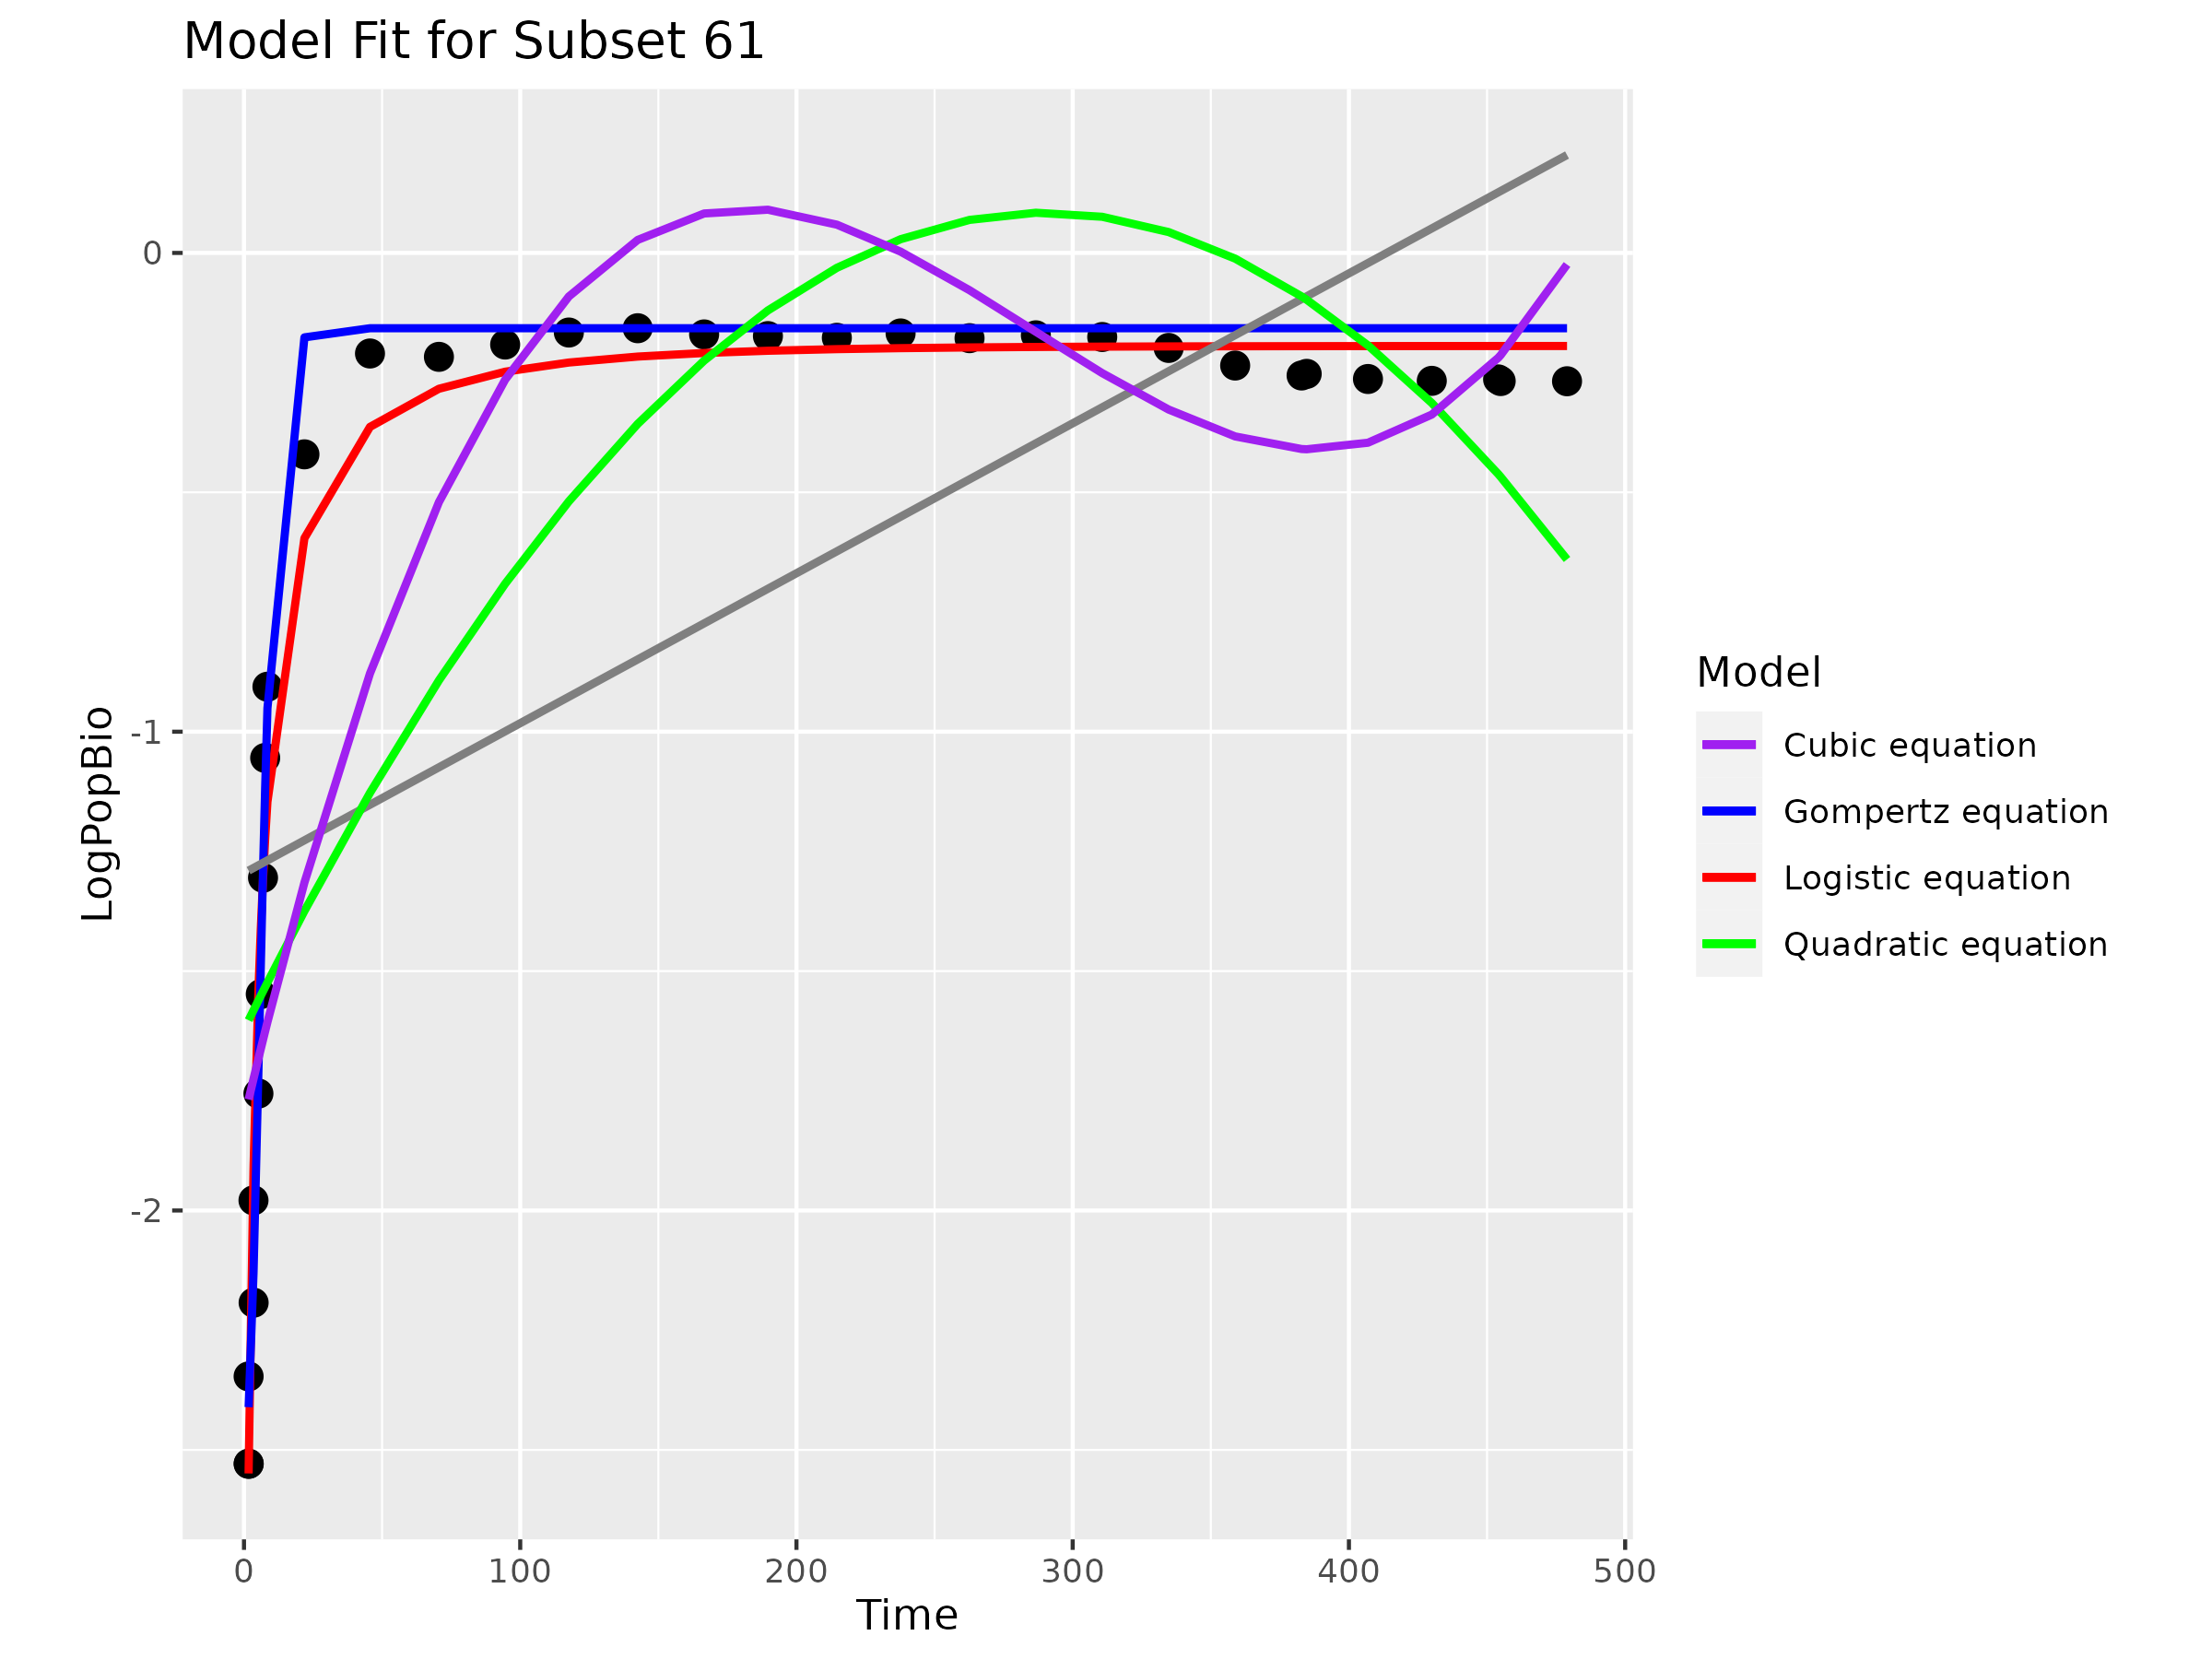 Model Fit for Subset 61
0
-1
-2
LogPopBio
0 100 200 300 400 500
Time
Model
Cubic equation
Gompertz equation
Logistic equation
Quadratic equation